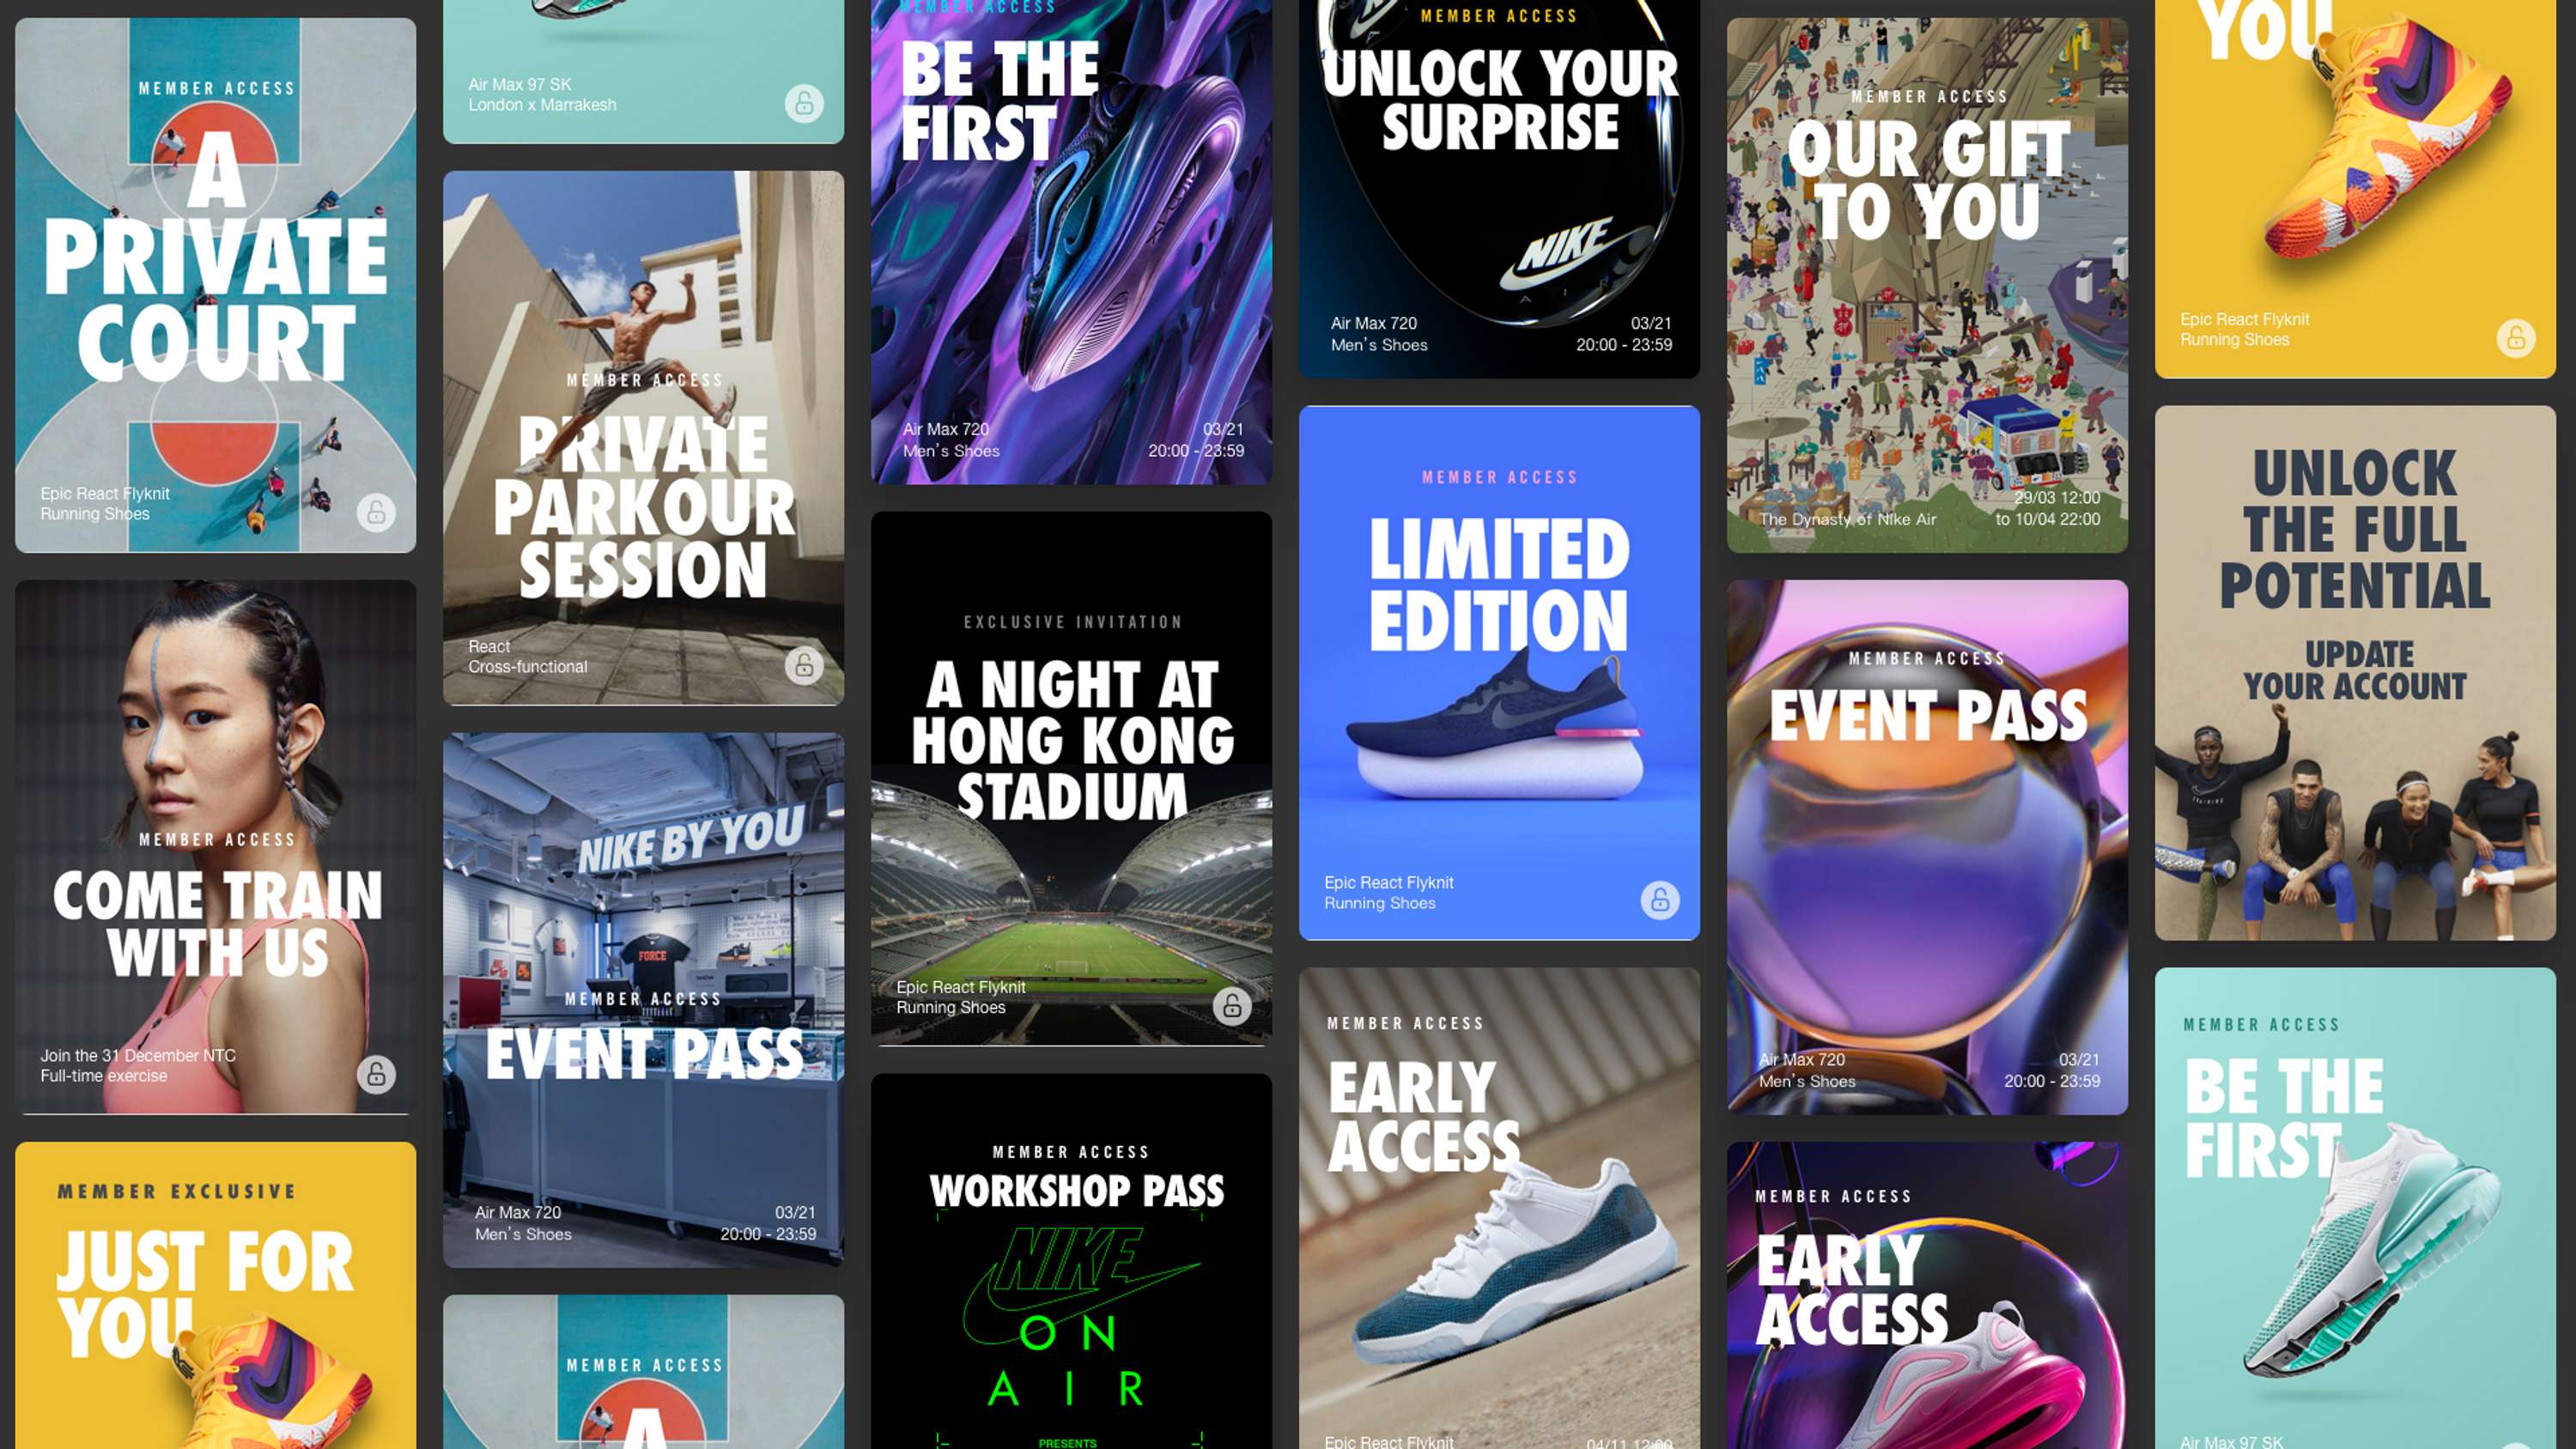 MEMBER ACCESS
A
PRIVATE
COURT
Epic React Flyknit
Running Shoes
MEMBER ACCESS
COME TRAIN
WITH US
Join the 31 December NTC
Full-time exercise
MEMBER EXCLUSIVE
JUST FOR
YOU
Air Max 97 SK
London x Marrakesh
MEMBER ACCESS
PRIVATE
PARKOUR
SESSION
React
Cross-functional
NIKE BY YOU
FORCE
MEMBER ACCESS
EVENT PASS
Air Max 720
Men's Shoes
03/21
20:00 - 23:59
MEMBER ACCESS
A
MEMBER ACCESS
BE THE
FIRST
Air Max 720
Men's Shoes
03/21
20:00 - 23:59
EXCLUSIVE INVITATION
A NIGHT AT
HONG KONG
STADIUM
Epic React Flyknit
Running Shoes
MEMBER ACCESS
WORKSHOP PASS
NIKE
ON
AIR
PRESENTS
MEMBER ACCESS
UNLOCK YOUR
SURPRISE
NIKE
AIR
Air Max 720
Men's Shoes
03/21
20:00 - 23:59
MEMBER ACCESS
LIMITED
EDITION
Epic React Flyknit
Running Shoes
MEMBER ACCESS
EARLY
ACCESS
Epic React Flyknit
04/11 12:00
MEMBER ACCESS
OUR GIFT
TO YOU
The Dynasty of Nike Air
29/03 12:00
to 10/04 22:00
MEMBER ACCESS
EVENT PASS
Air Max 720
Men's Shoes
03/21
20:00 - 23:59
MEMBER ACCESS
EARLY
ACCESS
YOU
Epic React Flyknit
Running Shoes
UNLOCK
THE FULL
POTENTIAL
UPDATE
YOUR ACCOUNT
MEMBER ACCESS
BE THE
FIRST
Air Max 97 SK